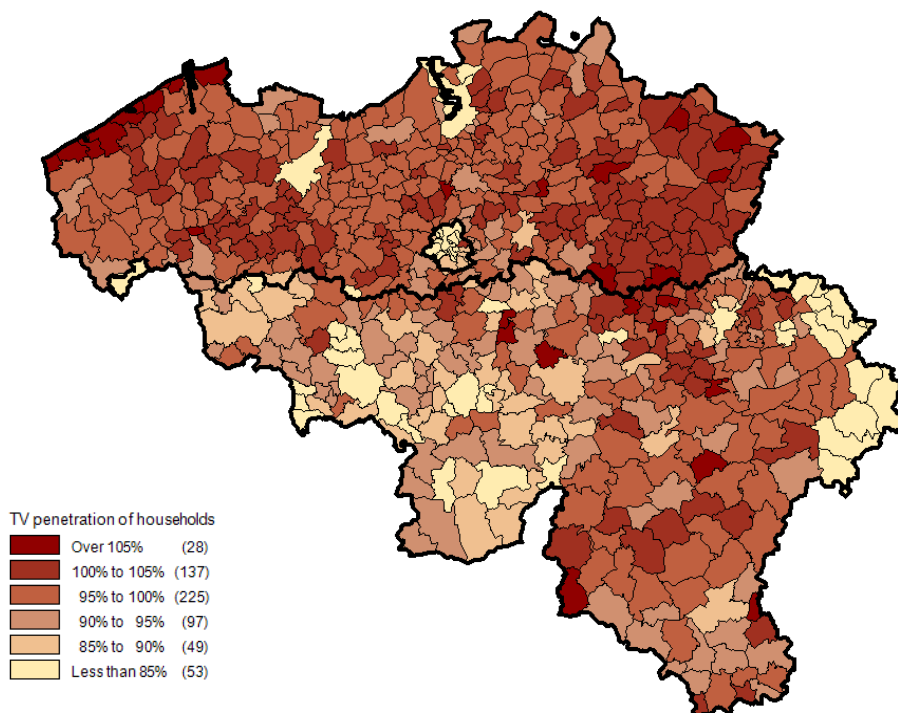 TV penetration of households
Over 105% (28)
100% to 105% (137)
95% to 100% (225)
90% to 95% (97)
85% to 90% (49)
Less than 85% (53)